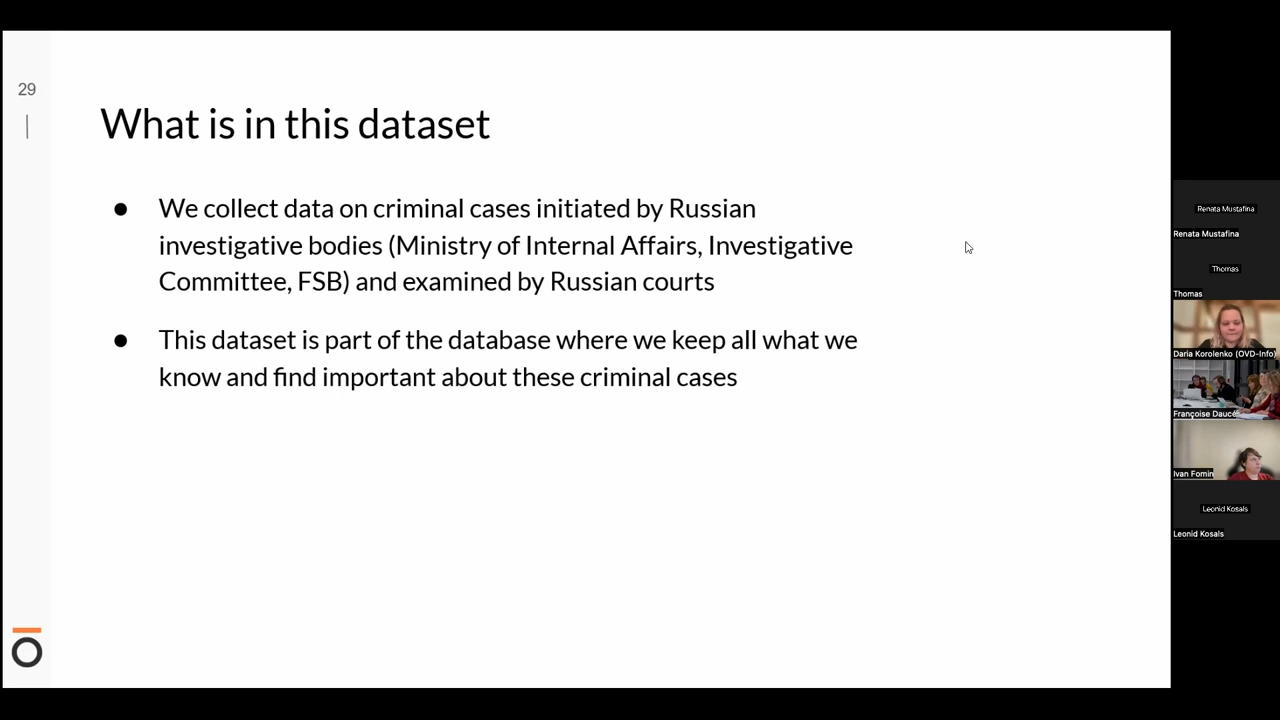 29
What is in this dataset
● We collect data on criminal cases initiated by Russian
investigative bodies (Ministry of Internal Affairs, Investigative
Committee, FSB) and examined by Russian courts
● This dataset is part of the database where we keep all what we
know and find important about these criminal cases
Renata Mustafina
Renata Mustafina
Thomas
Thomas
Daria Korolenko (OVD-Info)
Françoise Daucé
Ivan Fomin
Leonid Kosals
Leonid Kosals